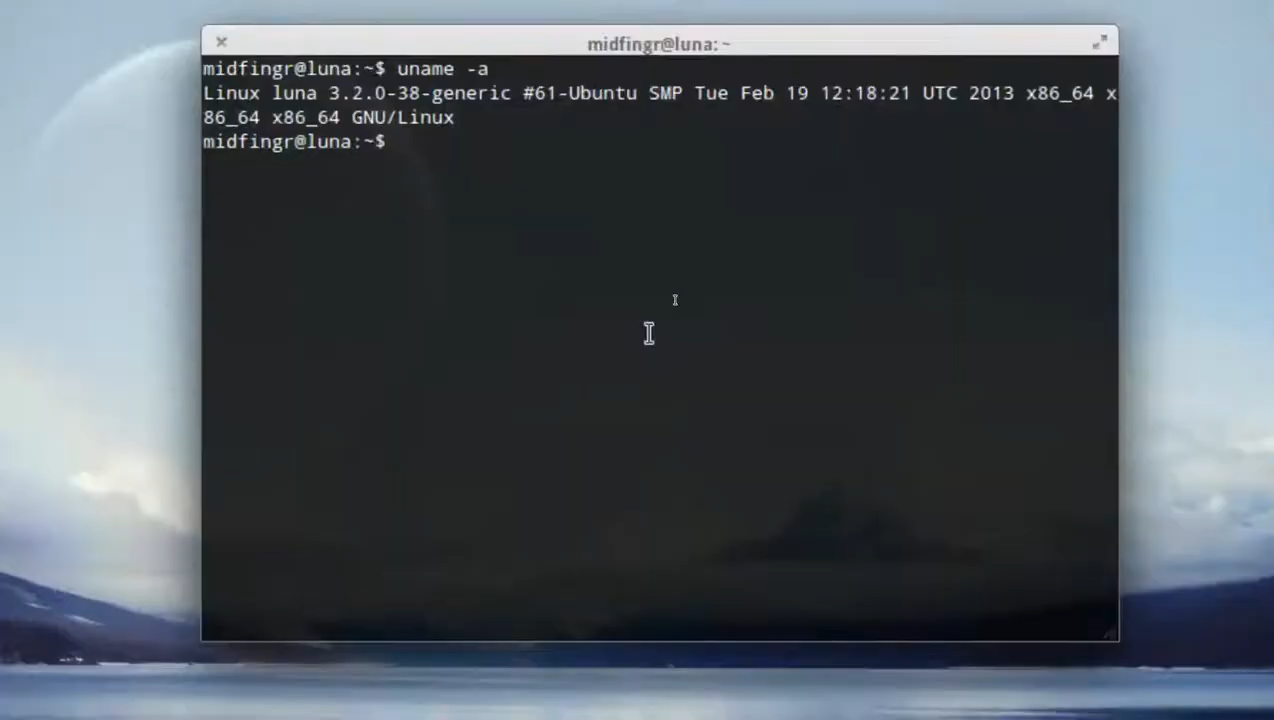 midfingr@luna: ~
midfingr@luna:~$ uname -a
Linux luna 3.2.0-38-generic #61-Ubuntu SMP Tue Feb 19 12:18:21 UTC 2013 x86_64 x
86_64 x86_64 GNU/Linux
midfingr@luna:~$